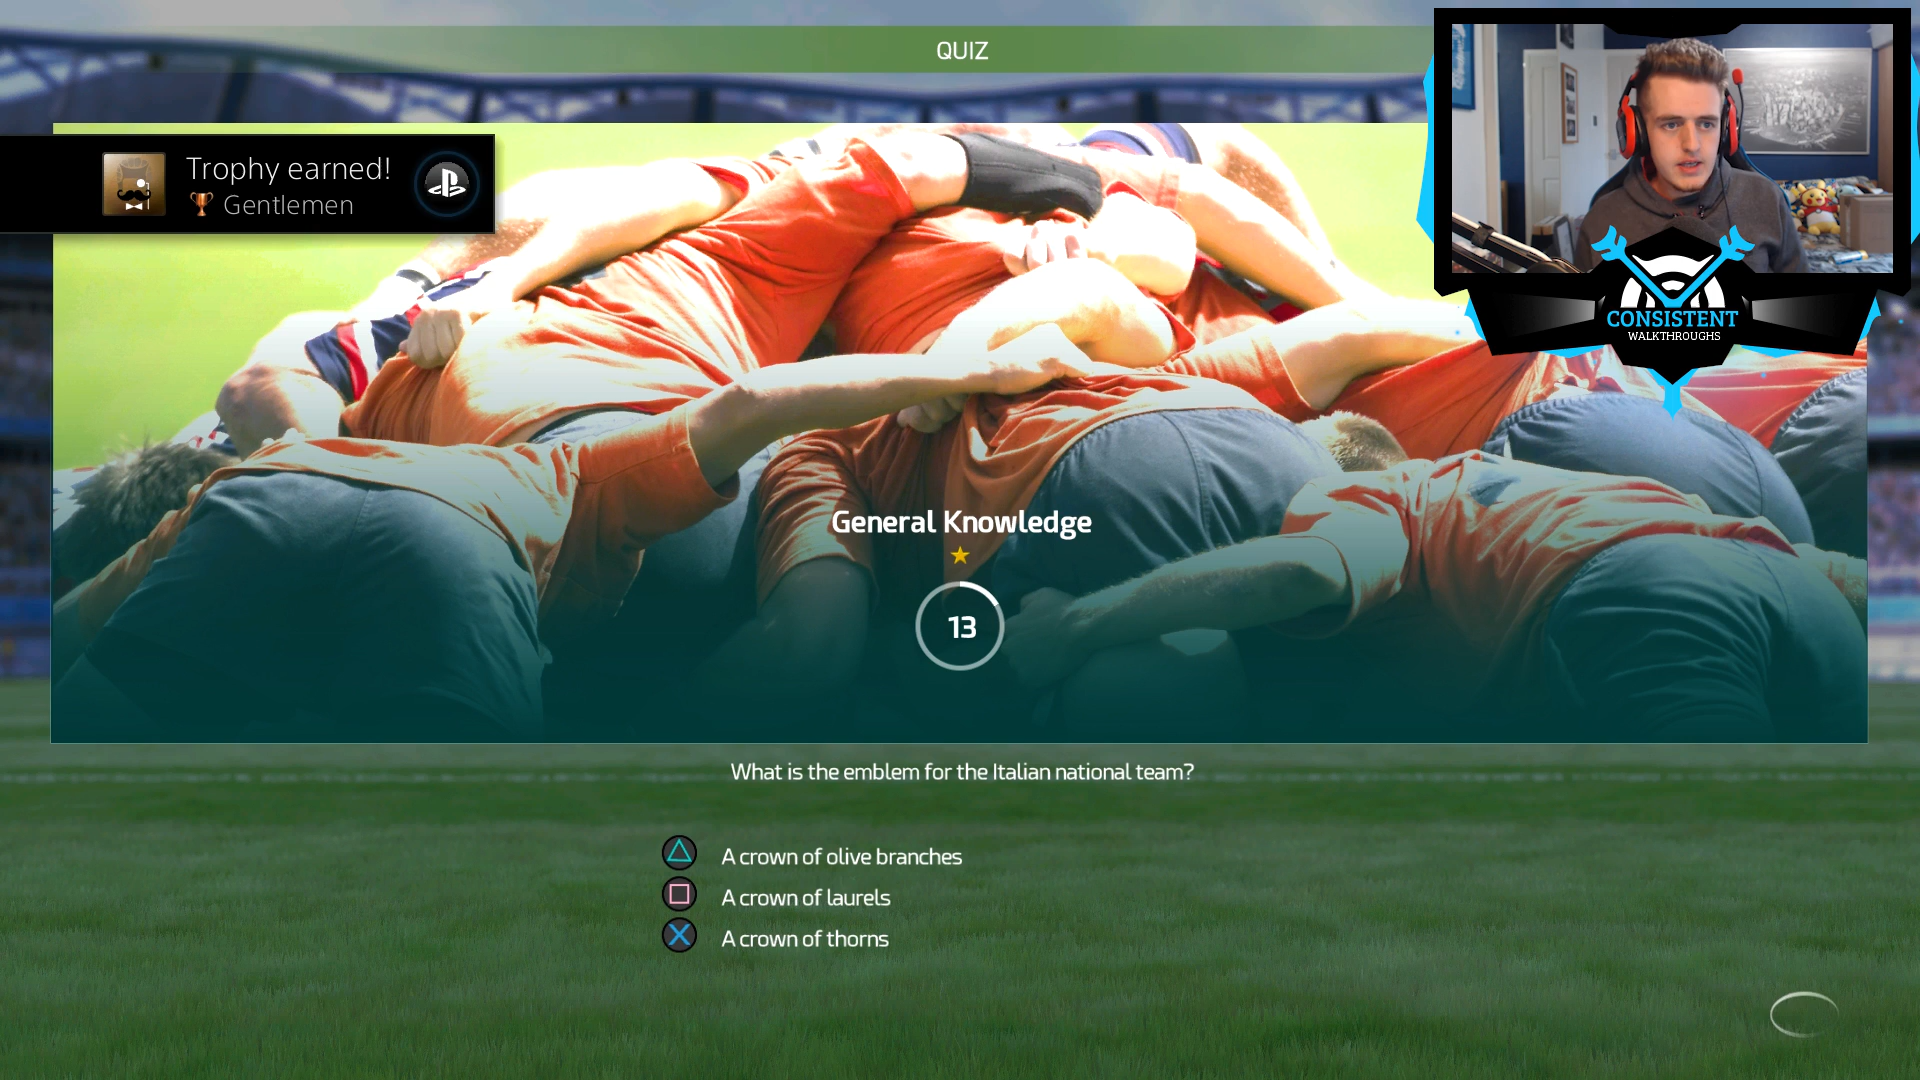 QUIZ
Trophy earned!
Gentlemen
CONSISTENT
WALKTHROUGHS
General Knowledge
13
What is the emblem for the Italian national team?
A crown of olive branches
A crown of laurels
A crown of thorns